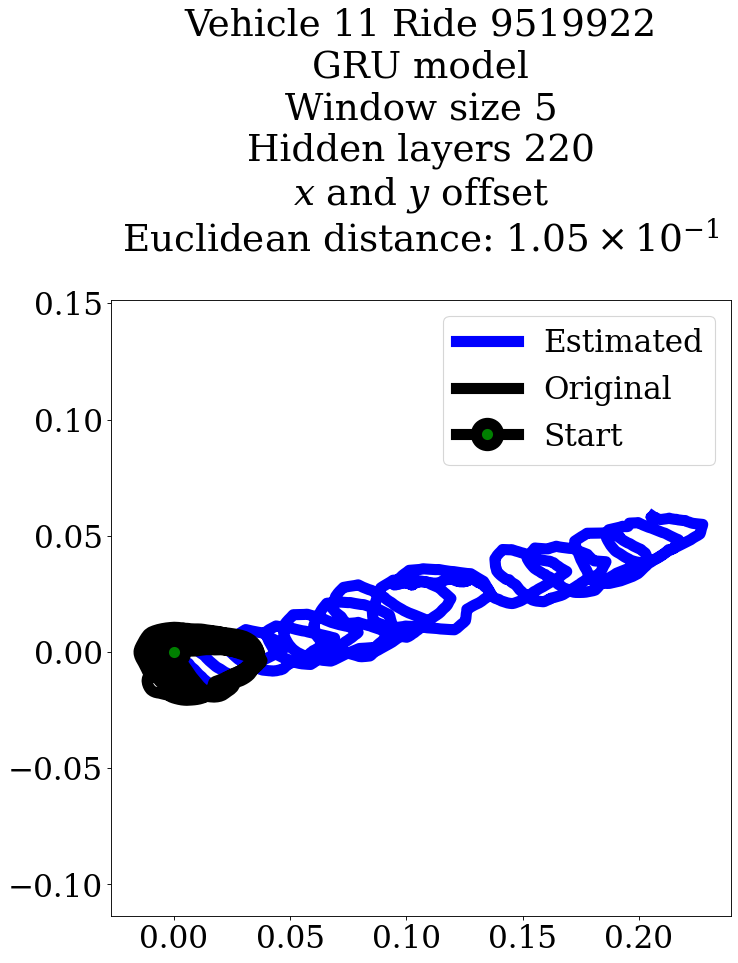 Vehicle 11 Ride 9519922
GRU model
Window size 5
Hidden layers 220
x and y offset
Euclidean distance: 1.05 × 10⁻¹
Estimated
Original
Start
0.15
0.10
0.05
0.00
−0.05
−0.10
0.00 0.05 0.10 0.15 0.20